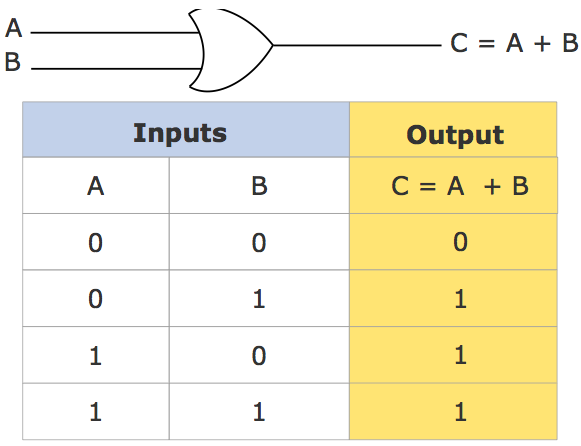 A
B
C = A + B
Inputs Output
A B C = A + B
0 0 0
0 1 1
1 0 1
1 1 1